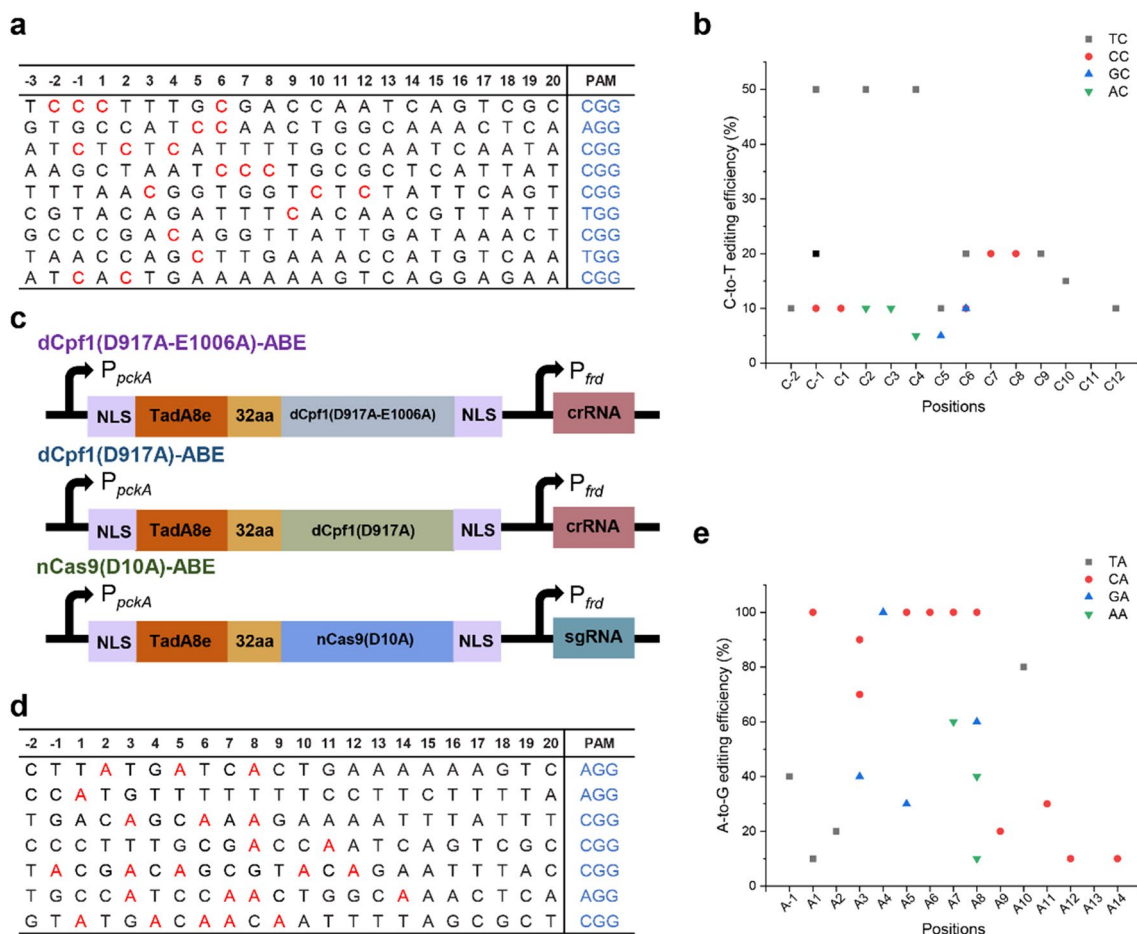 a
-3 -2 -1 1 2 3 4 5 6 7 8 9 10 11 12 13 14 15 16 17 18 19 20 PAM
T C C C T T T G C G A C C A A T C A G T C G C CGG
G T G C C A T C C A A C T G G C A A A C T C A AGG
A T C T C T C A T T T T G C C A A T C A A T A CGG
A A G C T A A T C C C T G C G C T C A T T A T CGG
T T T A A C G G T G G T C T C T A T T C A G T CGG
C G T A C A G A T T T C A C A A C G T T A T T TGG
G C C C G A C A G G T T A T T G A T A A A C T CGG
T A A C C A G C T T G A A A C C A T G T C A A TGG
A T C A C T G A A A A A A G T C A G G A G A A CGG
b
TC
CC
GC
AC
C-to-T editing efficiency (%)
50
40
30
20
10
0
C-2 C-1 C1 C2 C3 C4 C5 C6 C7 C8 C9 C10 C11 C12
Positions
c
dCpf1(D917A-E1006A)-ABE
PpckA Pfrd
NLS TadA8e 32aa dCpf1(D917A-E1006A) NLS crRNA
dCpf1(D917A)-ABE
PpckA Pfrd
NLS TadA8e 32aa dCpf1(D917A) NLS crRNA
nCas9(D10A)-ABE
PpckA Pfrd
NLS TadA8e 32aa nCas9(D10A) NLS sgRNA
d
-2 -1 1 2 3 4 5 6 7 8 9 10 11 12 13 14 15 16 17 18 19 20 PAM
C T T A T G A T C A C T G A A A A A A G T C AGG
C C A T G T T T T T T T C C T T C T T T T A AGG
T G A C A G C A A A G A A A A T T T A T T T CGG
C C C T T T G C G A C C A A T C A G T C G C CGG
T A C G A C A G C G T A C A G A A T T T A C CGG
T G C C A T C C A A C T G G C A A A C T C A AGG
G T A T G A C A A C A A T T T T A G C G C T CGG
e
TA
CA
GA
AA
A-to-G editing efficiency (%)
100
80
60
40
20
0
A-1 A1 A2 A3 A4 A5 A6 A7 A8 A9 A10 A11 A12 A13 A14
Positions